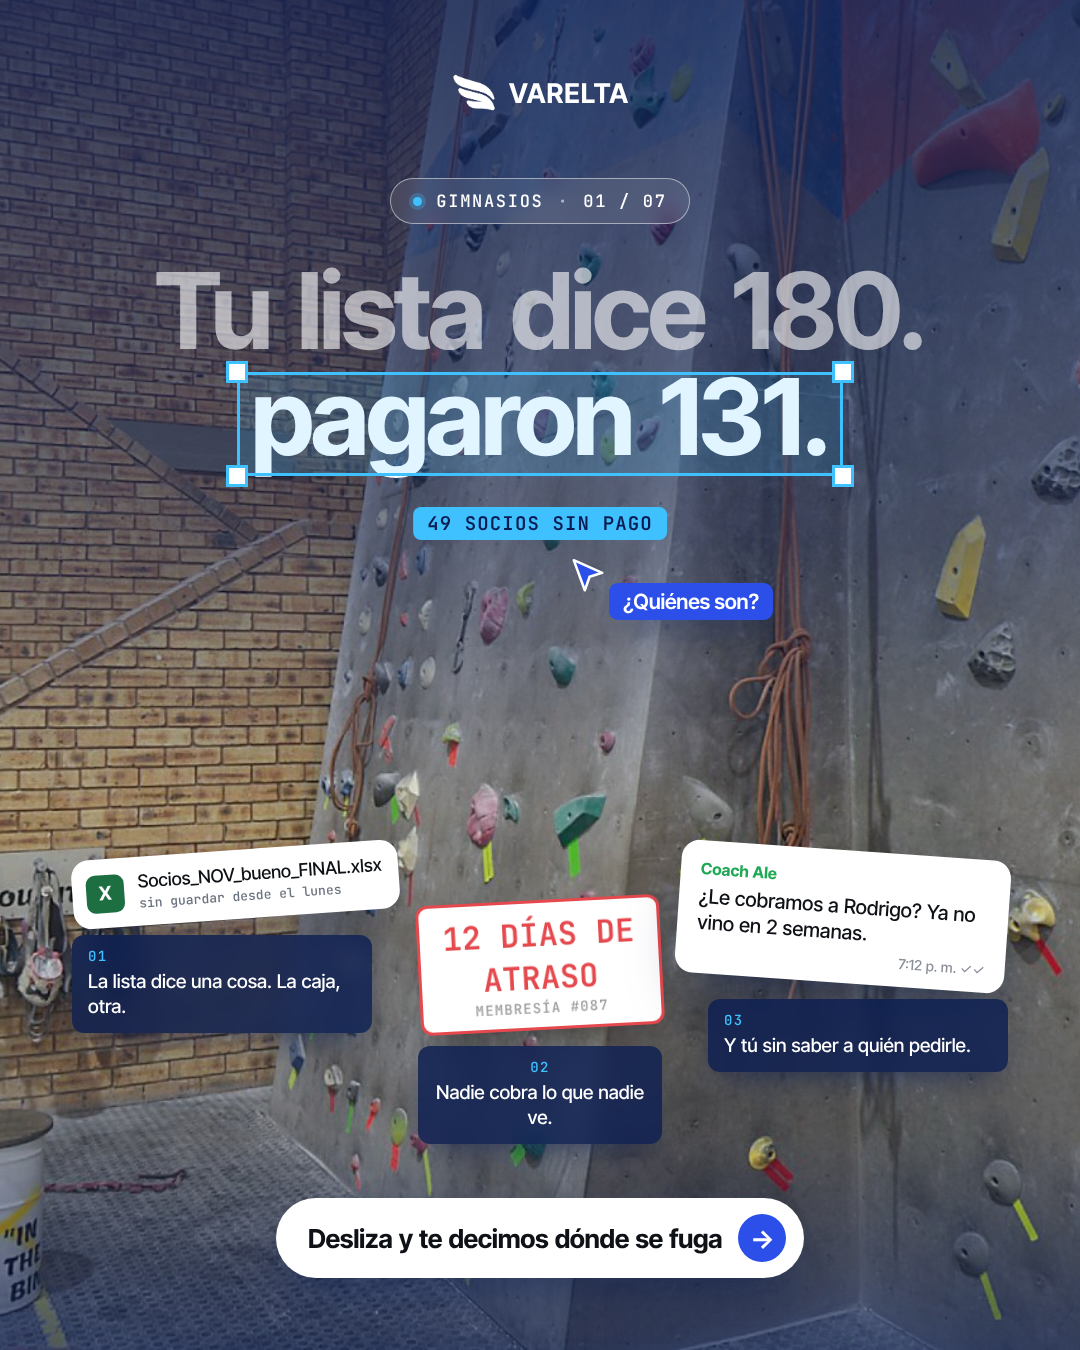 VARELTA
GIMNASIOS · 01 / 07
Tu lista dice 180.
pagaron 131.
49 SOCIOS SIN PAGO
¿Quiénes son?
X
Socios_NOV_bueno_FINAL.xlsx
sin guardar desde el lunes
01
La lista dice una cosa. La caja,
otra.
12 DÍAS DE
ATRASO
MEMBRESÍA #087
02
Nadie cobra lo que nadie
ve.
Coach Ale
¿Le cobramos a Rodrigo? Ya no
vino en 2 semanas.
7:12 p. m.
03
Y tú sin saber a quién pedirle.
"IN
THE
BIN
Desliza y te decimos dónde se fuga